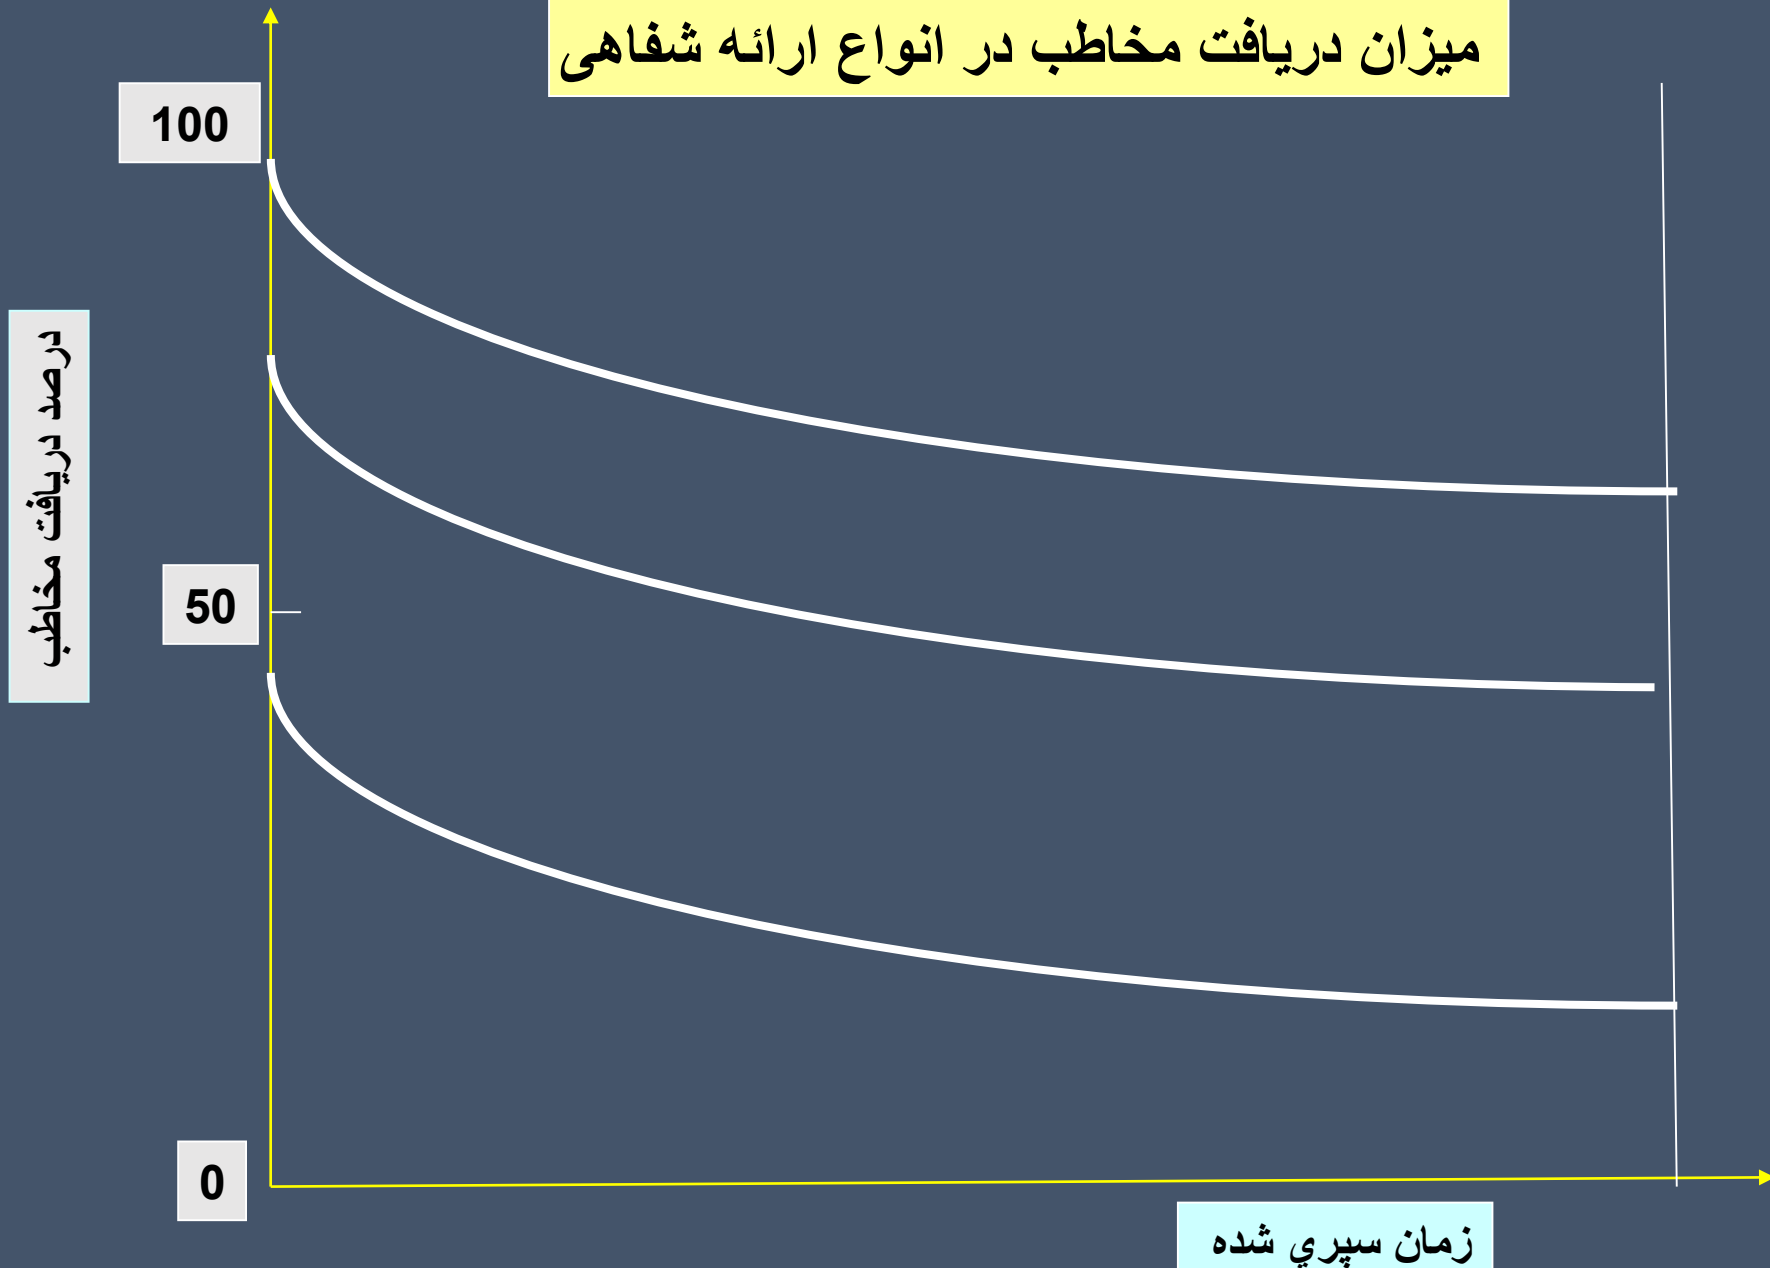 میزان دریافت مخاطب در انواع ارائه شفاهی
100
درصد دریافت مخاطب
50
0
زمان سپري شده